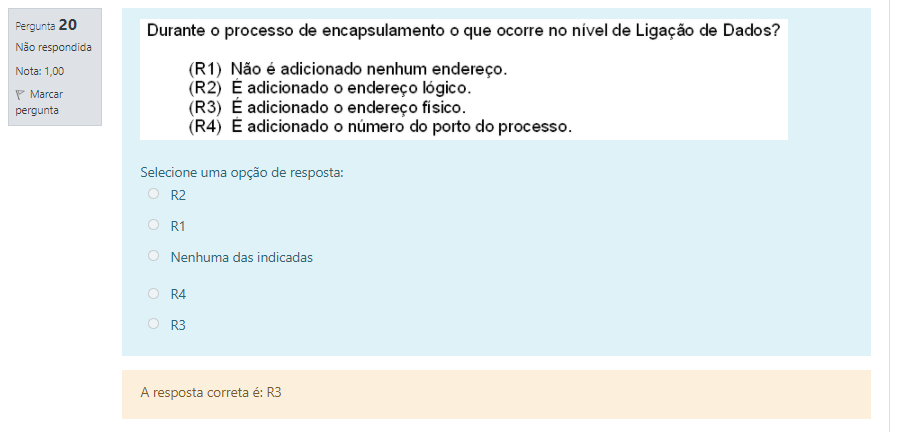 Pergunta 20
Não respondida
Nota: 1,00
Marcar
pergunta
Durante o processo de encapsulamento o que ocorre no nível de Ligação de Dados?
(R1) Não é adicionado nenhum endereço.
(R2) É adicionado o endereço lógico.
(R3) É adicionado o endereço físico.
(R4) É adicionado o número do porto do processo.
Selecione uma opção de resposta:
R2
R1
Nenhuma das indicadas
R4
R3
A resposta correta é: R3